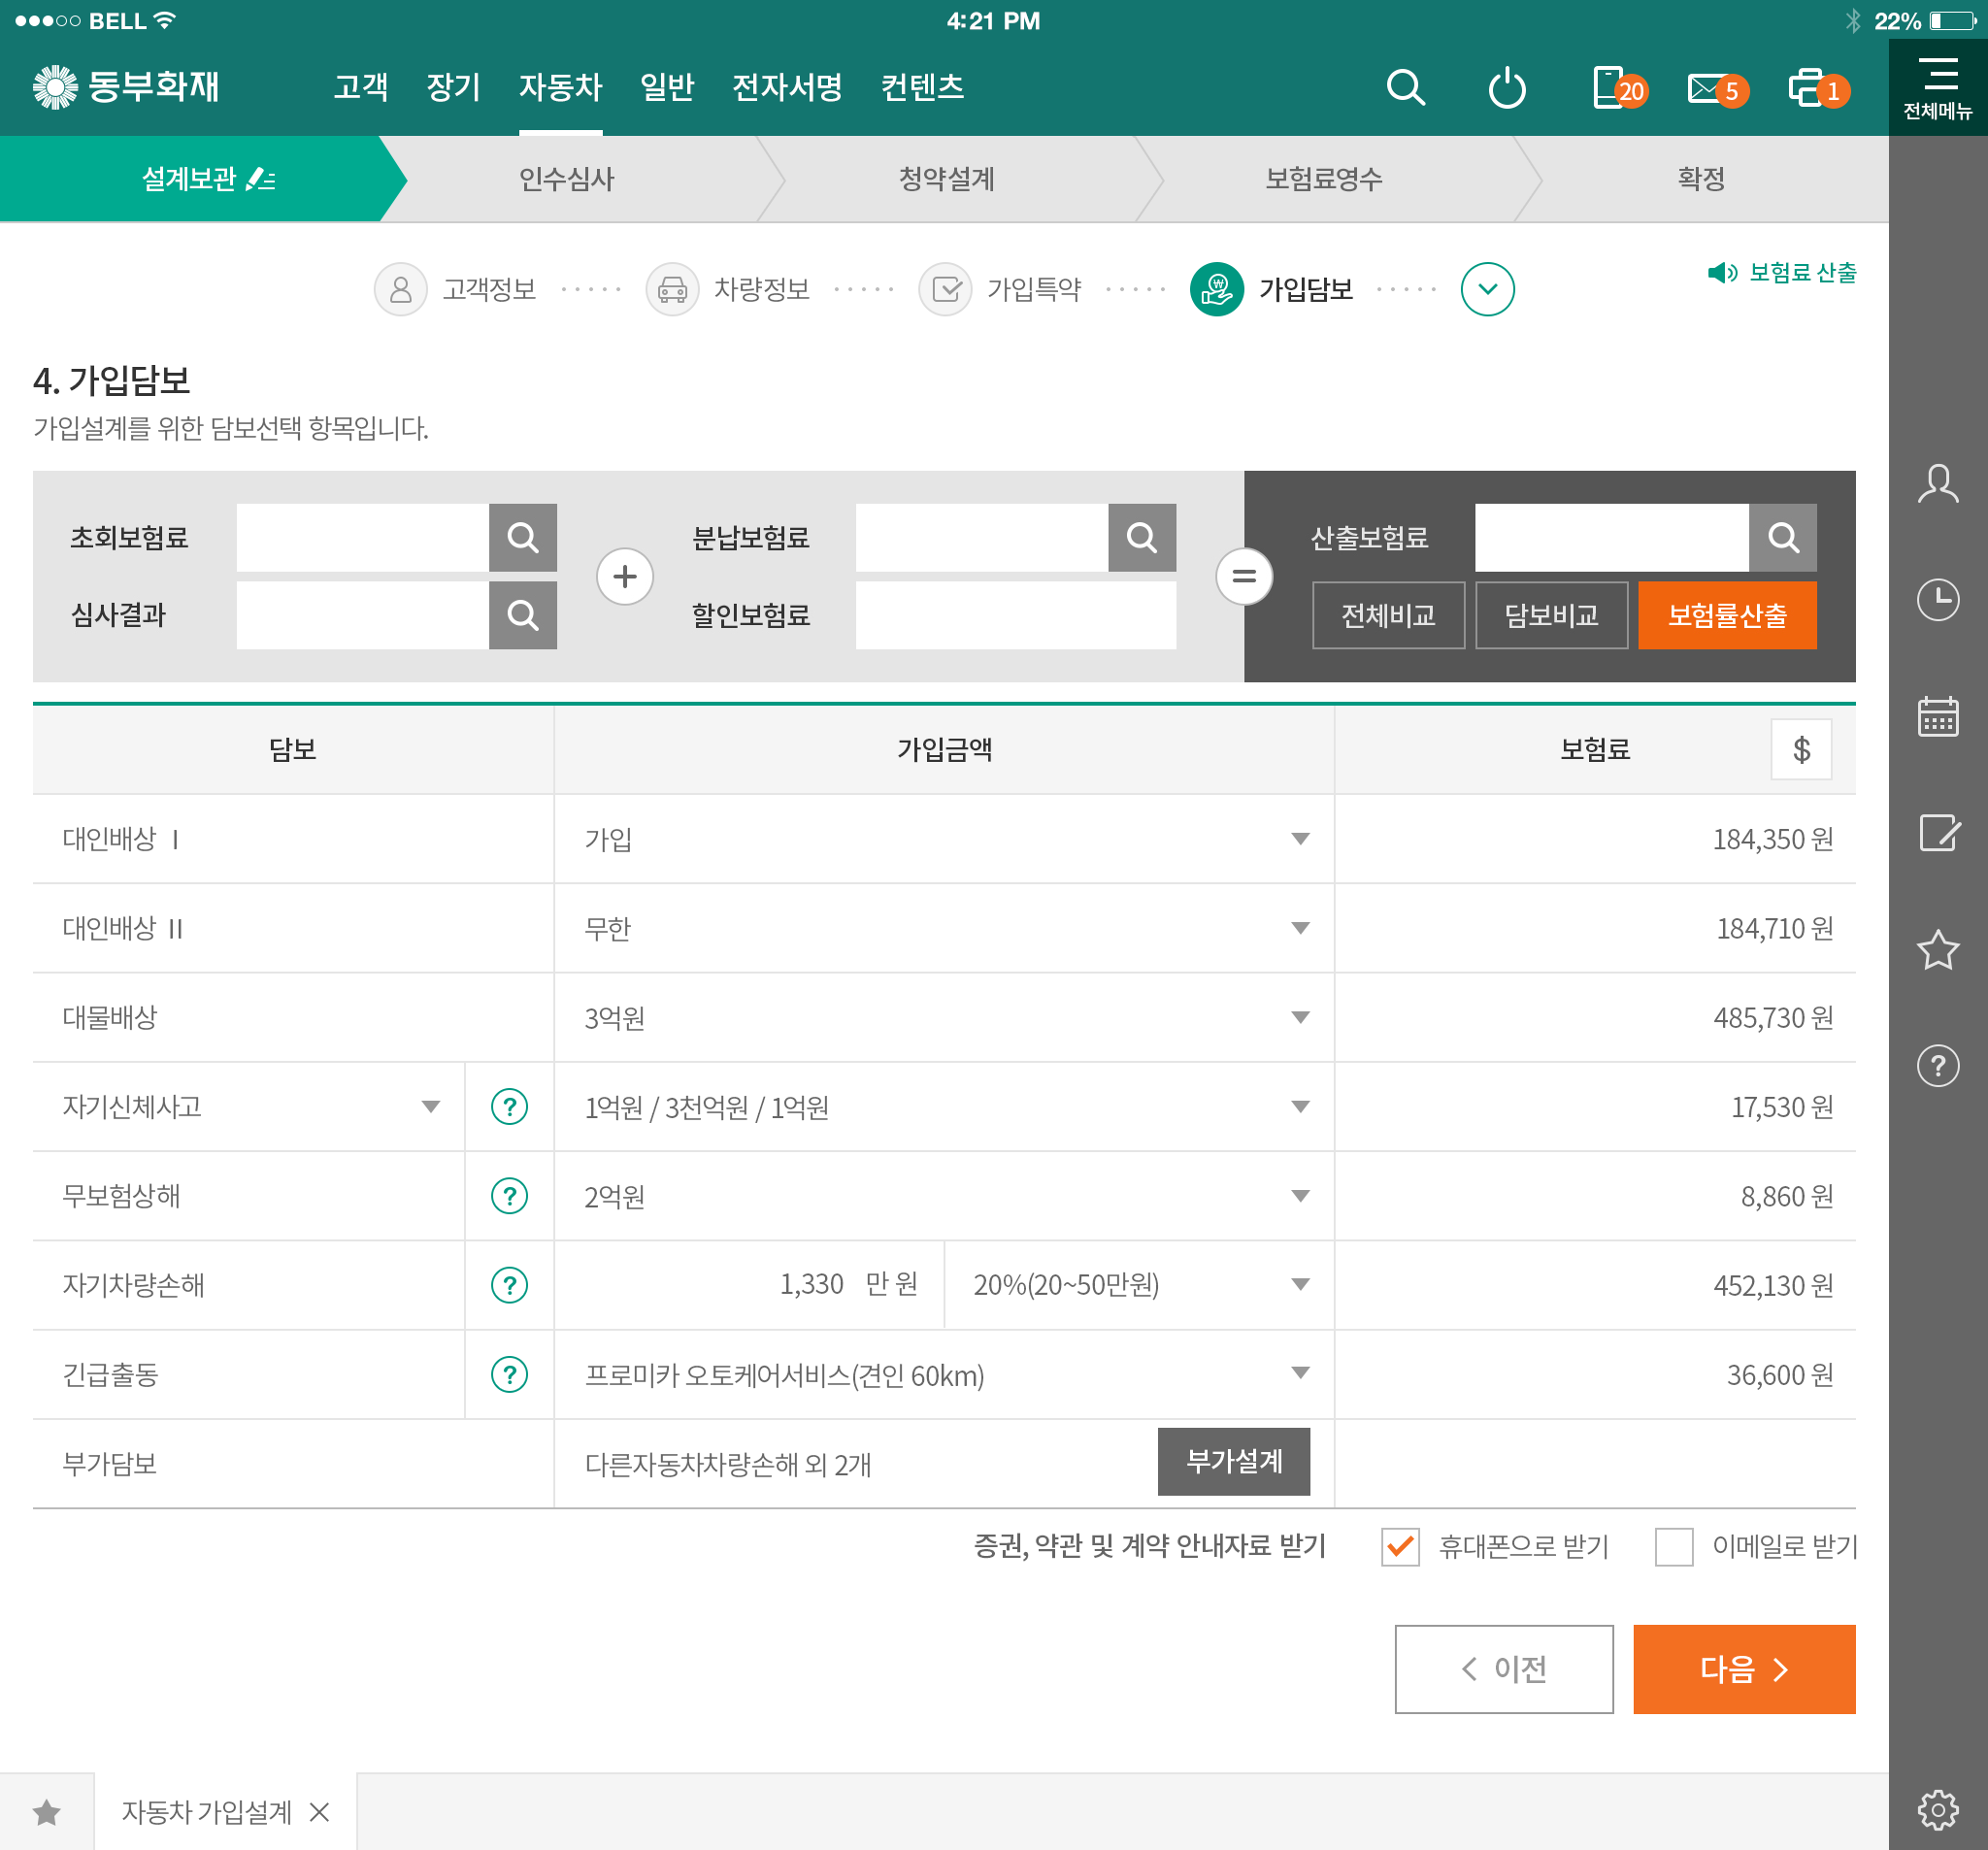 BELL 4:21 PM 22%
동부화재 고객 장기 자동차 일반 전자서명 컨텐츠 20 5 1 전체메뉴
설계보관 인수심사 청약설계 보험료영수 확정
고객정보 차량정보 가입특약 가입담보 보험료 산출
4. 가입담보
가입설계를 위한 담보선택 항목입니다.
초회보험료 + 분납보험료 = 산출보험료
심사결과 할인보험료 전체비교 담보비교 보험률산출
담보 가입금액 보험료 $
대인배상 Ⅰ 가입 184,350 원
대인배상 Ⅱ 무한 184,710 원
대물배상 3억원 485,730 원
자기신체사고 ? 1억원 / 3천억원 / 1억원 17,530 원
무보험상해 ? 2억원 8,860 원
자기차량손해 ? 1,330 만 원 20%(20~50만원) 452,130 원
긴급출동 ? 프로미카 오토케어서비스(견인 60km) 36,600 원
부가담보 다른자동차차량손해 외 2개 부가설계
증권, 약관 및 계약 안내자료 받기 휴대폰으로 받기 이메일로 받기
이전 다음
자동차 가입설계